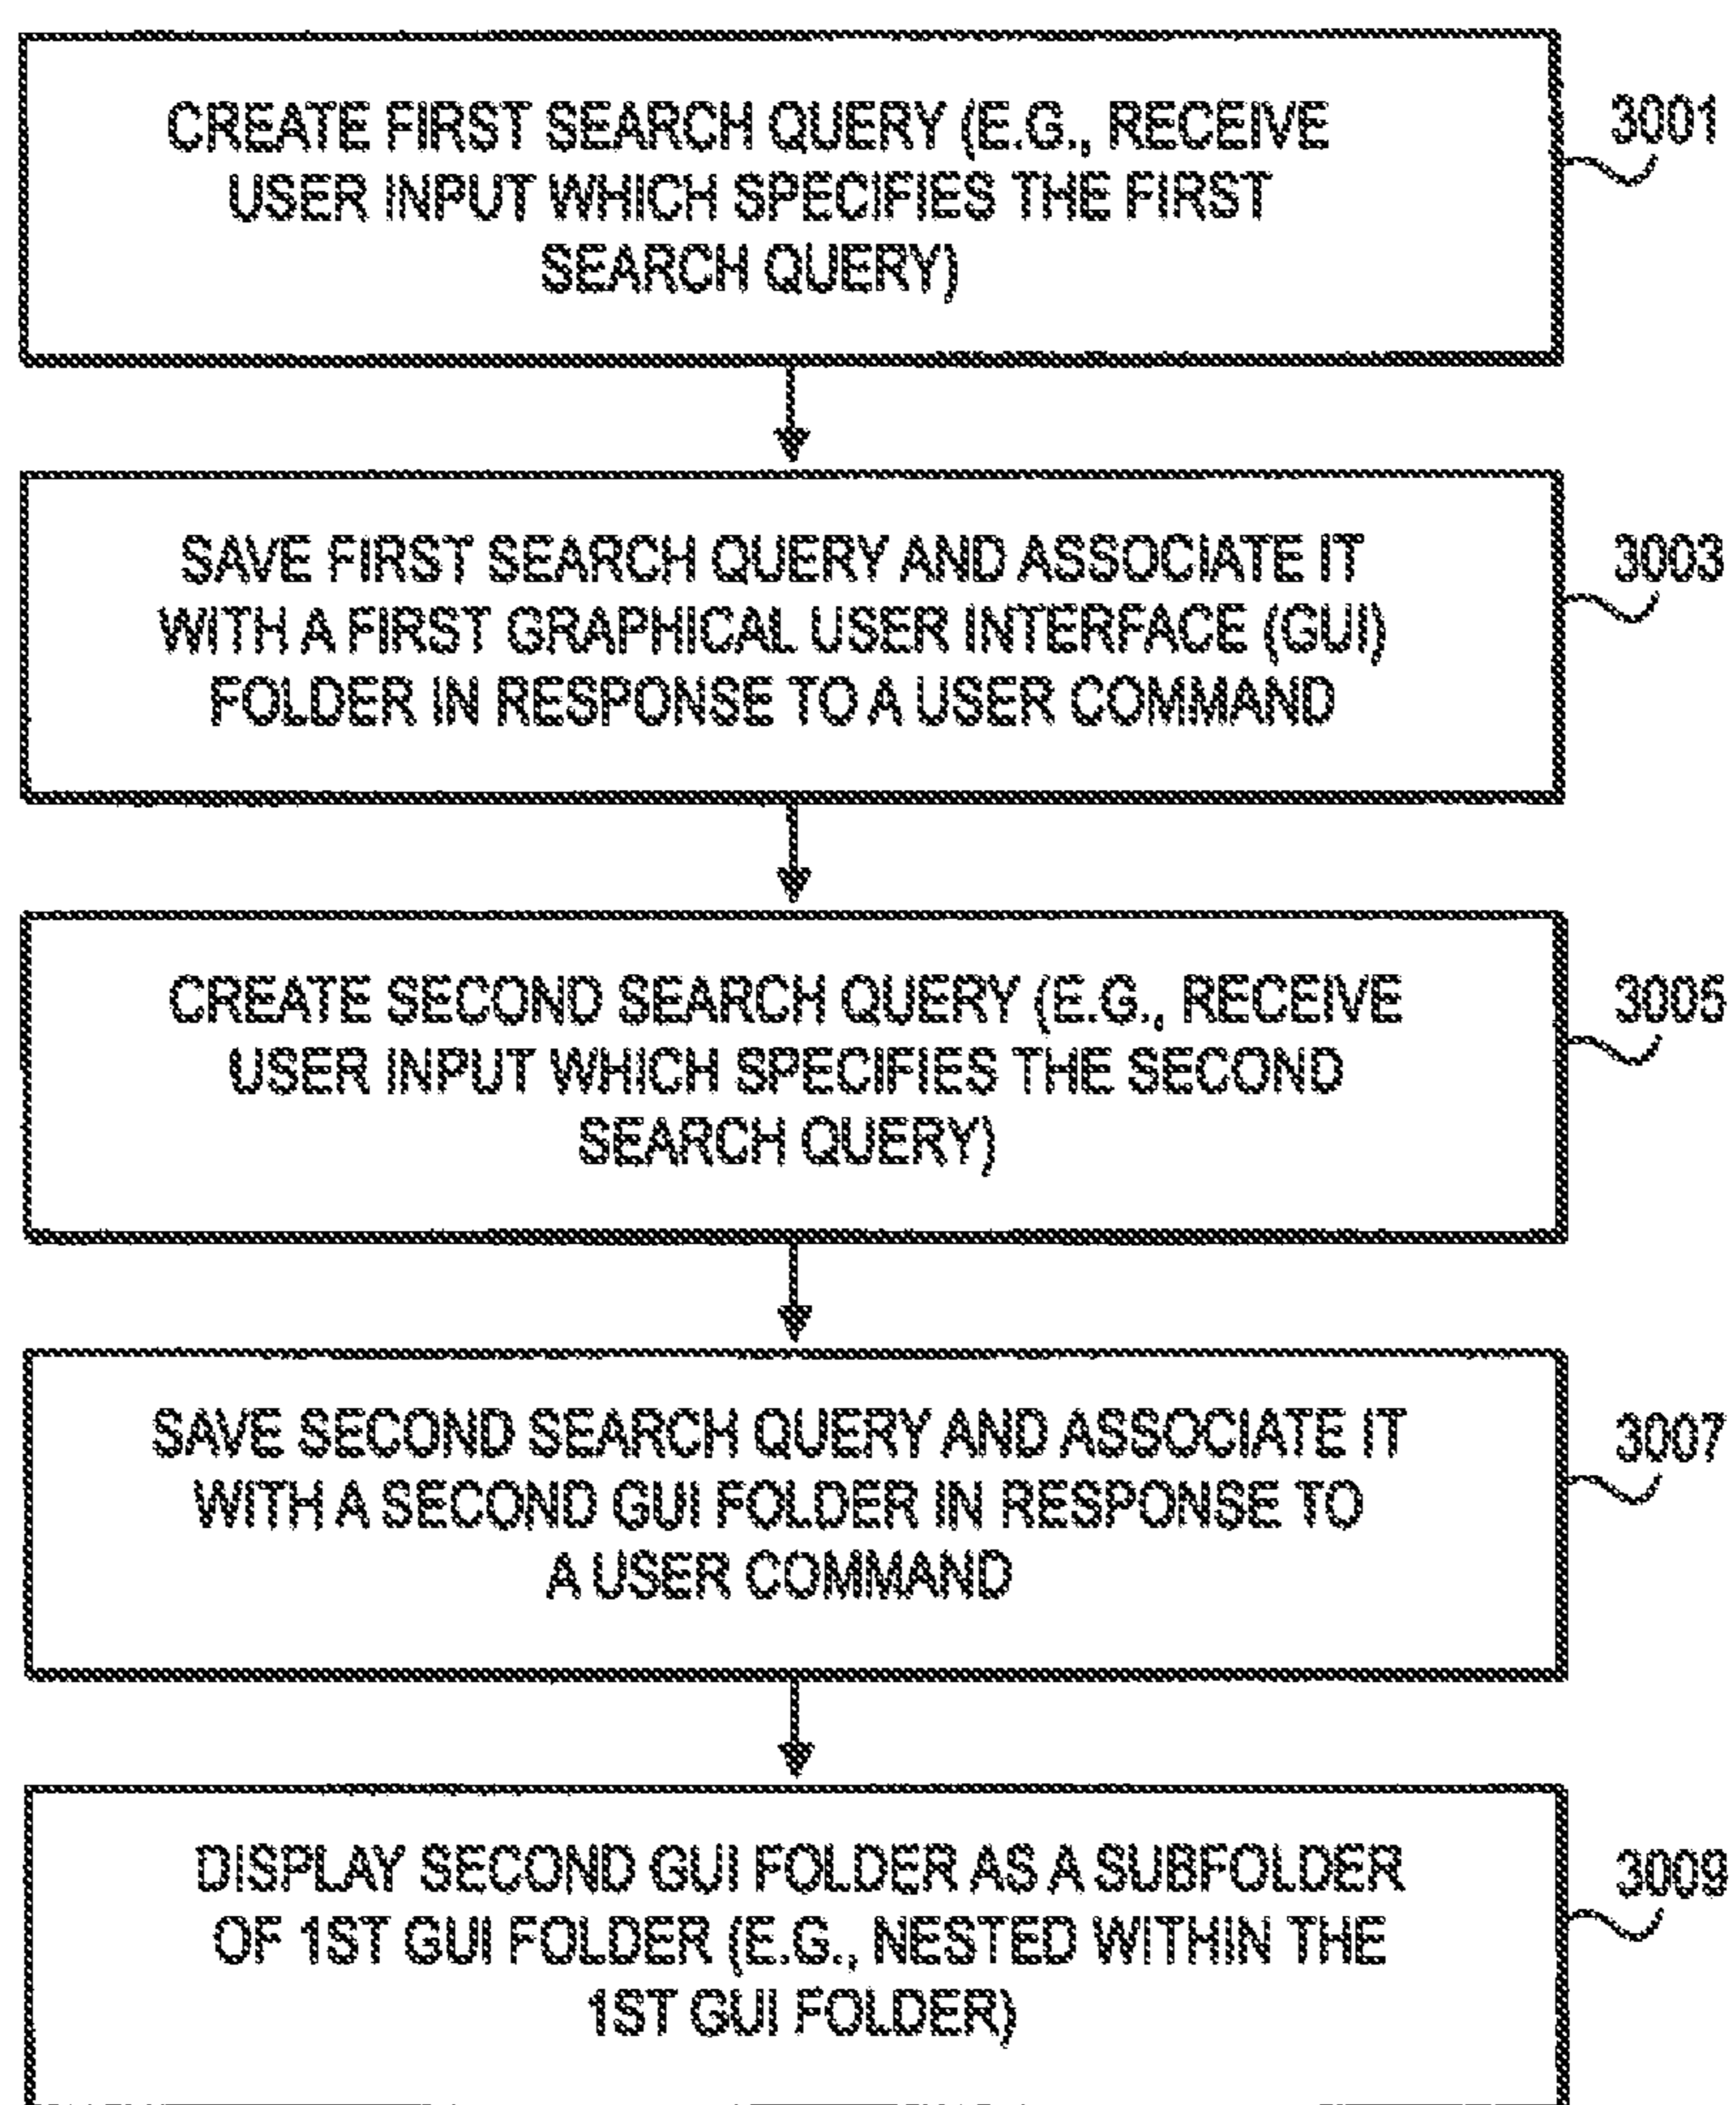 CREATE FIRST SEARCH QUERY (E.G., RECEIVE
USER INPUT WHICH SPECIFIES THE FIRST
SEARCH QUERY)
3001
SAVE FIRST SEARCH QUERY AND ASSOCIATE IT
WITH A FIRST GRAPHICAL USER INTERFACE (GUI)
FOLDER IN RESPONSE TO A USER COMMAND
3003
CREATE SECOND SEARCH QUERY (E.G., RECEIVE
USER INPUT WHICH SPECIFIES THE SECOND
SEARCH QUERY)
3005
SAVE SECOND SEARCH QUERY AND ASSOCIATE IT
WITH A SECOND GUI FOLDER IN RESPONSE TO
A USER COMMAND
3007
DISPLAY SECOND GUI FOLDER AS A SUBFOLDER
OF 1ST GUI FOLDER (E.G., NESTED WITHIN THE
1ST GUI FOLDER)
3009